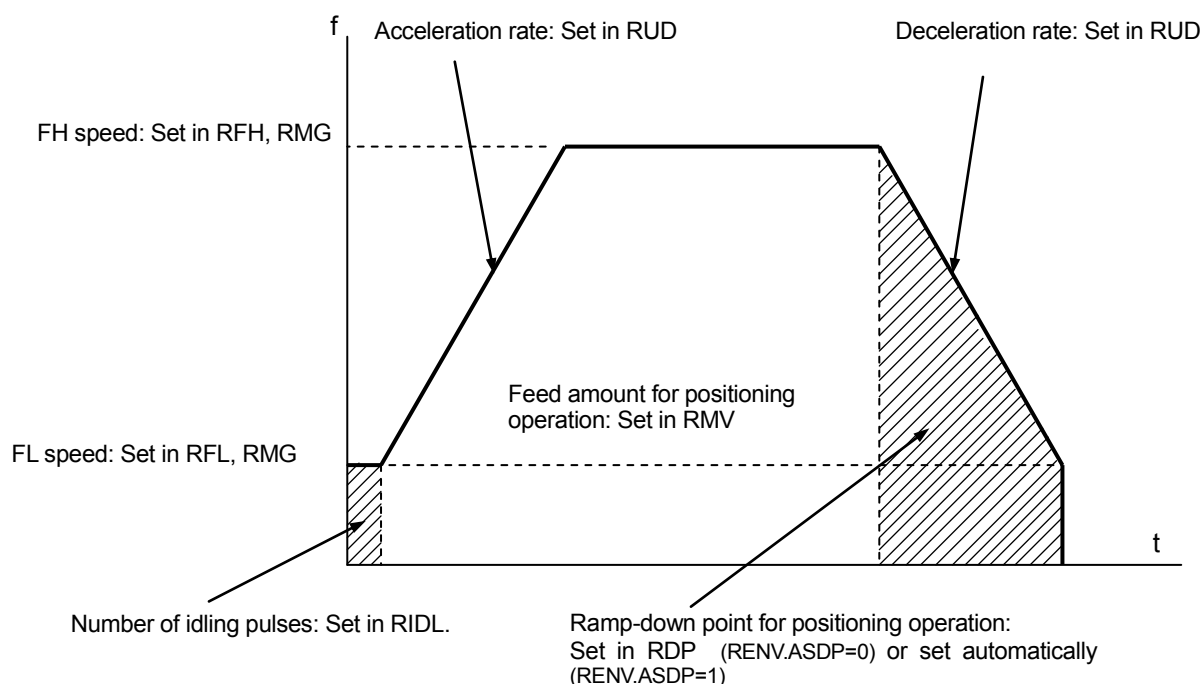 f
Acceleration rate: Set in RUD
Deceleration rate: Set in RUD
FH speed: Set in RFH, RMG
Feed amount for positioning
operation: Set in RMV
FL speed: Set in RFL, RMG
t
Number of idling pulses: Set in RIDL.
Ramp-down point for positioning operation:
Set in RDP (RENV.ASDP=0) or set automatically
(RENV.ASDP=1)